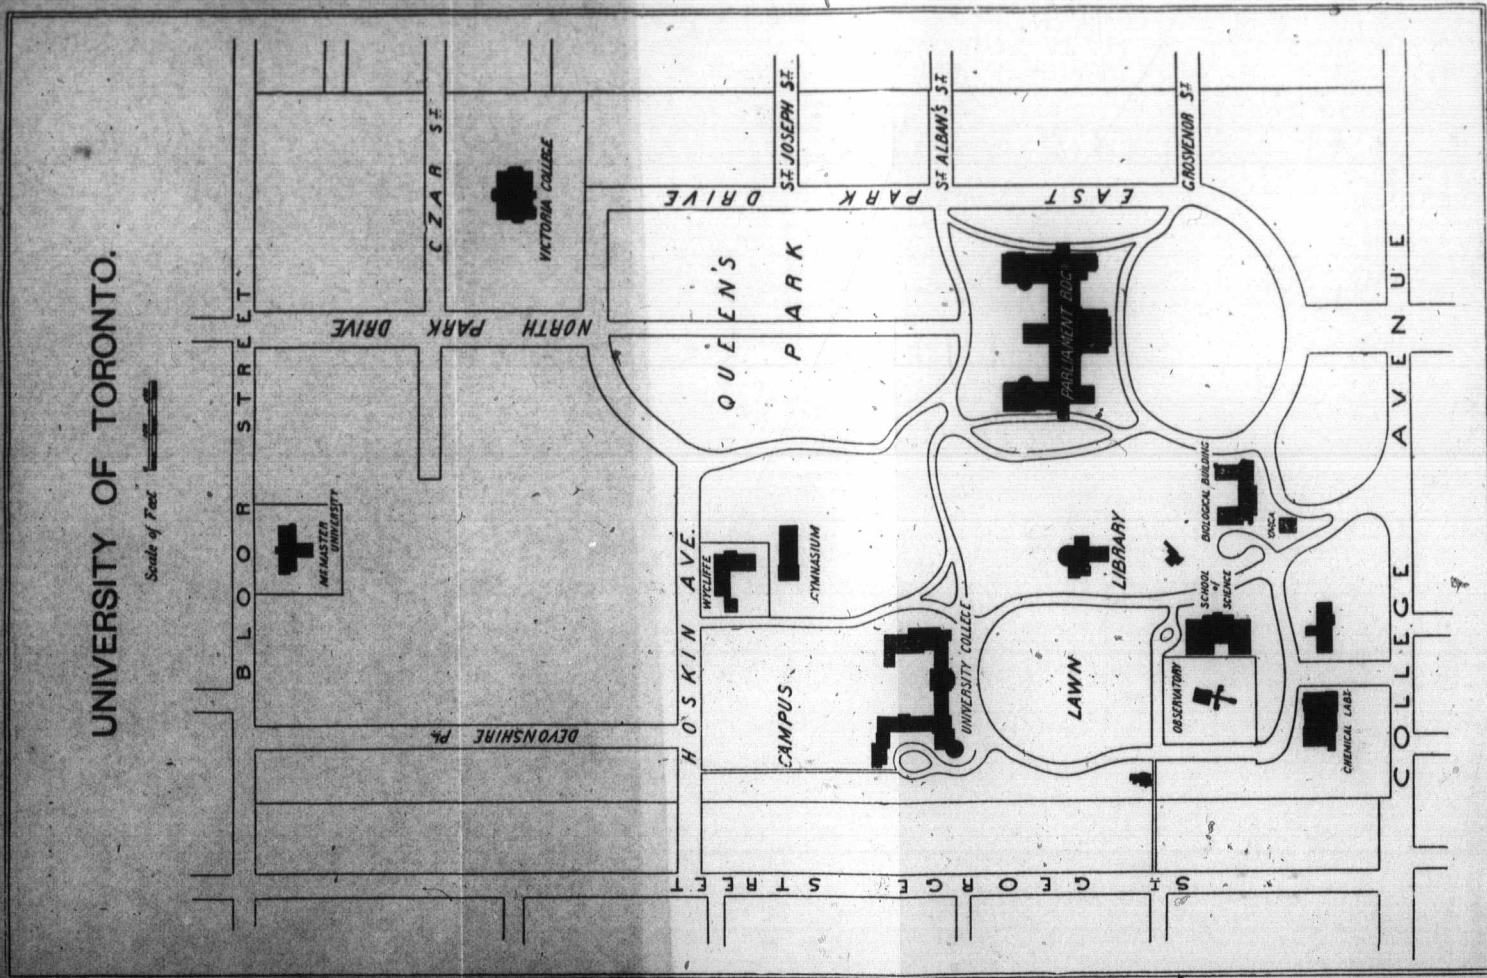 UNIVERSITY OF TORONTO.
Scale of Feet
BLOOR STREET
MCMASTER
UNIVERSITY
CZAR ST.
VICTORIA COLLEGE
NORTH PARK DRIVE
DEVONSHIRE PL.
HOSKIN AVE.
WYCLIFFE
GYMNASIUM
CAMPUS
QUEEN'S
PARK
ST. JOSEPH ST.
EAST PARK DRIVE
ST. ALBAN'S ST.
GROSVENOR ST.
PARLIAMENT BDG'S
UNIVERSITY COLLEGE
LAWN
LIBRARY
BIOLOGICAL BUILDING
YMCA
SCHOOL
of
SCIENCE
OBSERVATORY
CHEMICAL LABY.
COLLEGE AVENUE
ST. GEORGE STREET